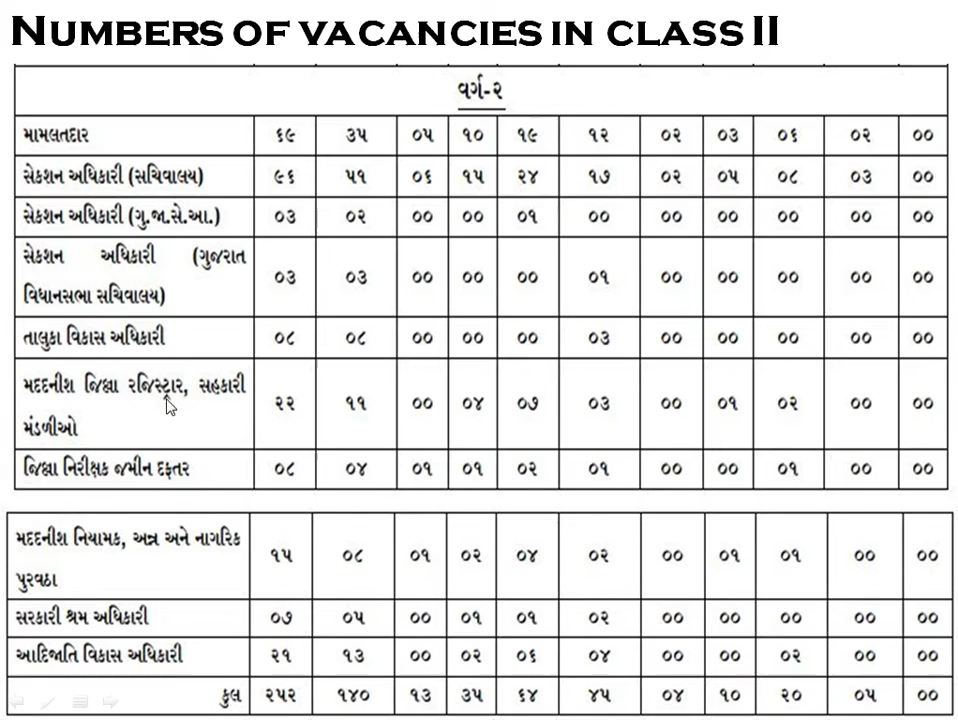 NUMBERS OF VACANCIES IN CLASS II
વર્ગ-૨
મામલતદાર ૬૯ ૩૫ ૦૫ ૧૦ ૧૯ ૧૨ ૦૨ ૦૩ ૦૬ ૦૨ ૦૦
સેકશન અધિકારી (સચિવાલય) ૯૬ ૫૧ ૦૬ ૧૫ ૨૪ ૧૭ ૦૨ ૦૫ ૦૮ ૦૩ ૦૦
સેકશન અધિકારી (ગુ.જા.સે.આ.) ૦૩ ૦૨ ૦૦ ૦૦ ૦૧ ૦૦ ૦૦ ૦૦ ૦૦ ૦૦ ૦૦
સેકશન અધિકારી (ગુજરાત
વિધાનસભા સચિવાલય) ૦૩ ૦૩ ૦૦ ૦૦ ૦૦ ૦૧ ૦૦ ૦૦ ૦૦ ૦૦ ૦૦
તાલુકા વિકાસ અધિકારી ૦૮ ૦૮ ૦૦ ૦૦ ૦૦ ૦૩ ૦૦ ૦૦ ૦૦ ૦૦ ૦૦
મદદનીશ જિલ્લા રજિસ્ટ્રાર, સહકારી
મંડળીઓ ૨૨ ૧૧ ૦૦ ૦૪ ૦૭ ૦૩ ૦૦ ૦૧ ૦૨ ૦૦ ૦૦
જિલ્લા નિરીક્ષક જમીન દફતર ૦૮ ૦૪ ૦૧ ૦૧ ૦૨ ૦૧ ૦૦ ૦૦ ૦૧ ૦૦ ૦૦
મદદનીશ નિયામક, અન્ન અને નાગરિક
પુરવઠા ૧૫ ૦૮ ૦૧ ૦૨ ૦૪ ૦૨ ૦૦ ૦૧ ૦૧ ૦૦ ૦૦
સરકારી શ્રમ અધિકારી ૦૭ ૦૫ ૦૦ ૦૧ ૦૧ ૦૨ ૦૦ ૦૦ ૦૦ ૦૦ ૦૦
આદિજાતિ વિકાસ અધિકારી ૨૧ ૧૩ ૦૦ ૦૨ ૦૬ ૦૪ ૦૦ ૦૦ ૦૨ ૦૦ ૦૦
કુલ ૨૫૨ ૧૪૦ ૧૩ ૩૫ ૬૪ ૪૫ ૦૪ ૧૦ ૨૦ ૦૫ ૦૦